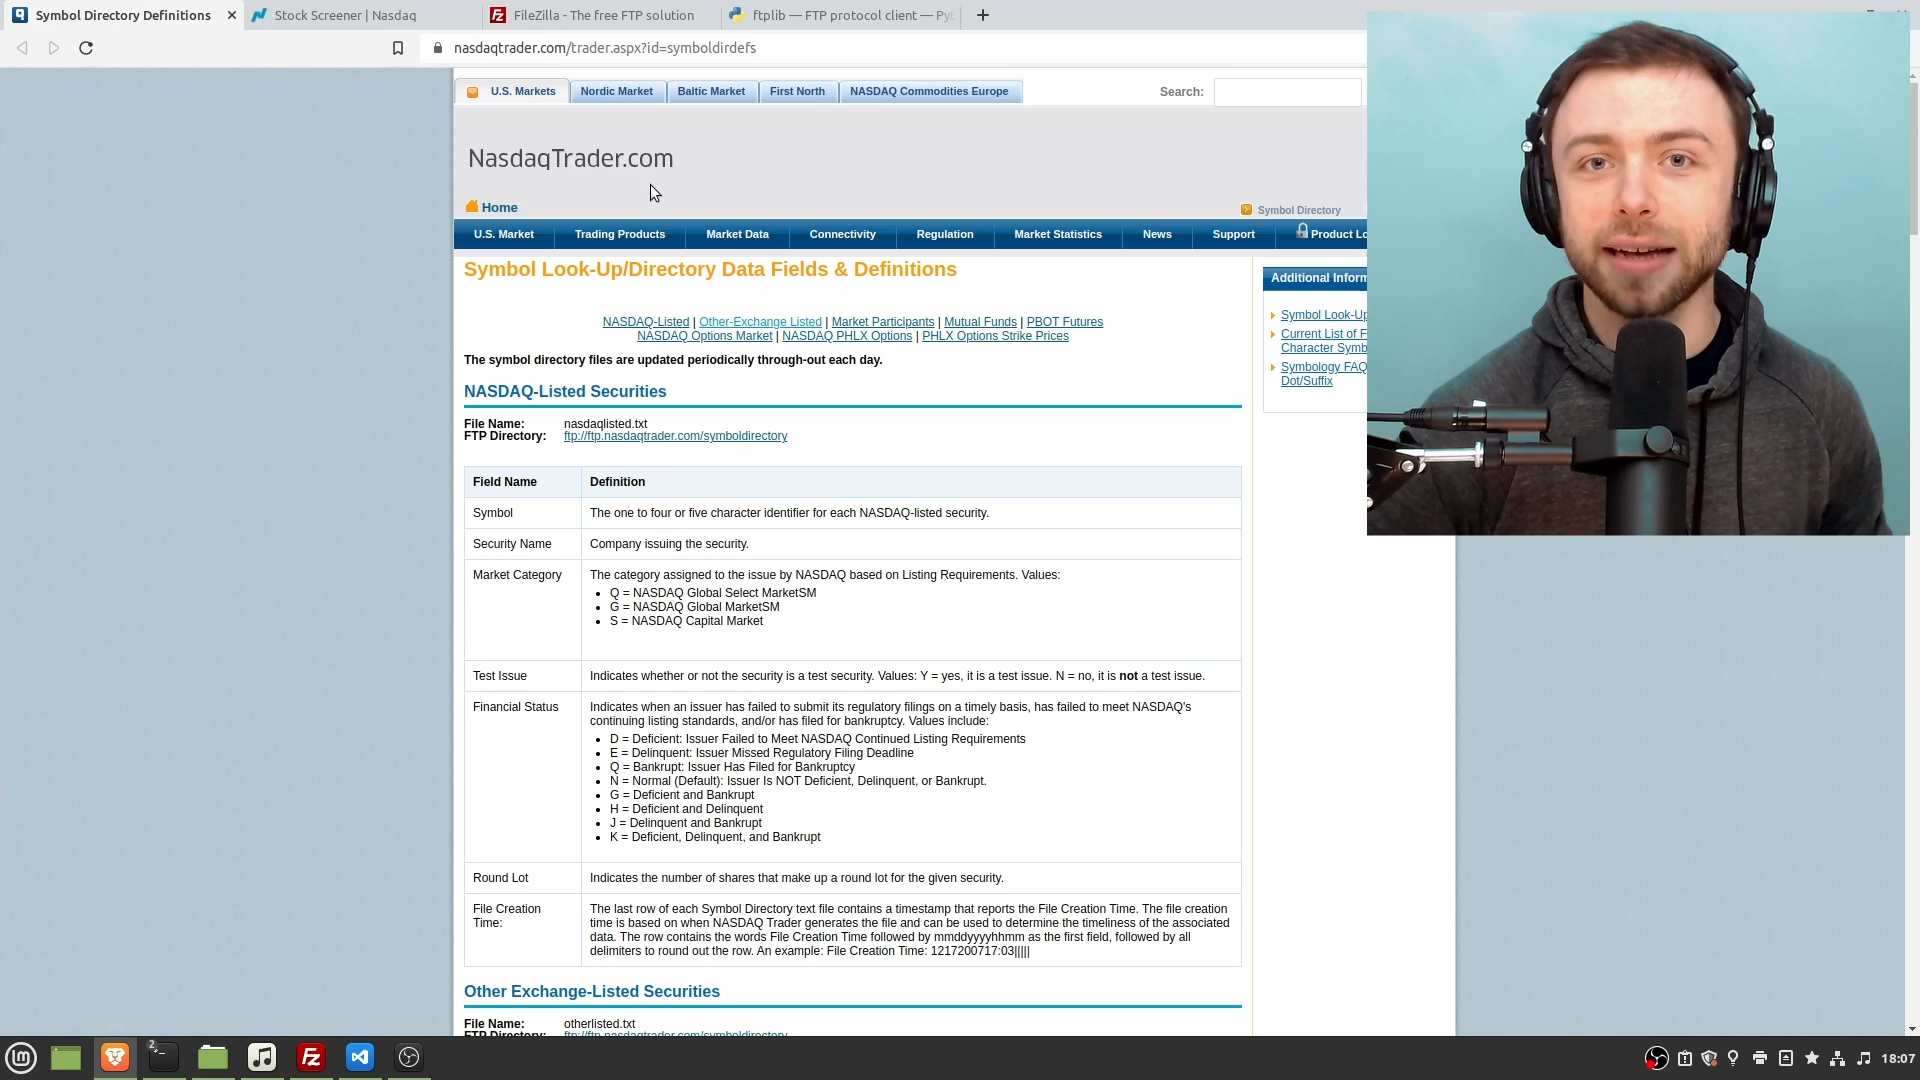 Symbol Directory Definitions
Stock Screener | Nasdaq
FileZilla - The free FTP solution
ftplib — FTP protocol client — Pyt
nasdaqtrader.com/trader.aspx?id=symboldirdefs
U.S. Markets
Nordic Market
Baltic Market
First North
NASDAQ Commodities Europe
Search:
NasdaqTrader.com
Home
Symbol Directory
U.S. Market
Trading Products
Market Data
Connectivity
Regulation
Market Statistics
News
Support
Product Lo
Symbol Look-Up/Directory Data Fields & Definitions
Additional Inform
NASDAQ-Listed | Other-Exchange Listed | Market Participants | Mutual Funds | PBOT Futures
NASDAQ Options Market | NASDAQ PHLX Options | PHLX Options Strike Prices
Symbol Look-Up
Current List of F
Character Symb
Symbology FAQ
Dot/Suffix
The symbol directory files are updated periodically through-out each day.
NASDAQ-Listed Securities
File Name: nasdaqlisted.txt
FTP Directory: ftp://ftp.nasdaqtrader.com/symboldirectory
Field Name Definition
Symbol The one to four or five character identifier for each NASDAQ-listed security.
Security Name Company issuing the security.
Market Category The category assigned to the issue by NASDAQ based on Listing Requirements. Values:
• Q = NASDAQ Global Select MarketSM
• G = NASDAQ Global MarketSM
• S = NASDAQ Capital Market
Test Issue Indicates whether or not the security is a test security. Values: Y = yes, it is a test issue. N = no, it is not a test issue.
Financial Status Indicates when an issuer has failed to submit its regulatory filings on a timely basis, has failed to meet NASDAQ's
continuing listing standards, and/or has filed for bankruptcy. Values include:
• D = Deficient: Issuer Failed to Meet NASDAQ Continued Listing Requirements
• E = Delinquent: Issuer Missed Regulatory Filing Deadline
• Q = Bankrupt: Issuer Has Filed for Bankruptcy
• N = Normal (Default): Issuer Is NOT Deficient, Delinquent, or Bankrupt.
• G = Deficient and Bankrupt
• H = Deficient and Delinquent
• J = Delinquent and Bankrupt
• K = Deficient, Delinquent, and Bankrupt
Round Lot Indicates the number of shares that make up a round lot for the given security.
File Creation The last row of each Symbol Directory text file contains a timestamp that reports the File Creation Time. The file creation
Time: time is based on when NASDAQ Trader generates the file and can be used to determine the timeliness of the associated
data. The row contains the words File Creation Time followed by mmddyyyyhhmm as the first field, followed by all
delimiters to round out the row. An example: File Creation Time: 1217200717:03|||||
Other Exchange-Listed Securities
File Name: otherlisted.txt
FTP Directory: ftp://ftp.nasdaqtrader.com/symboldirectory
2
18:07